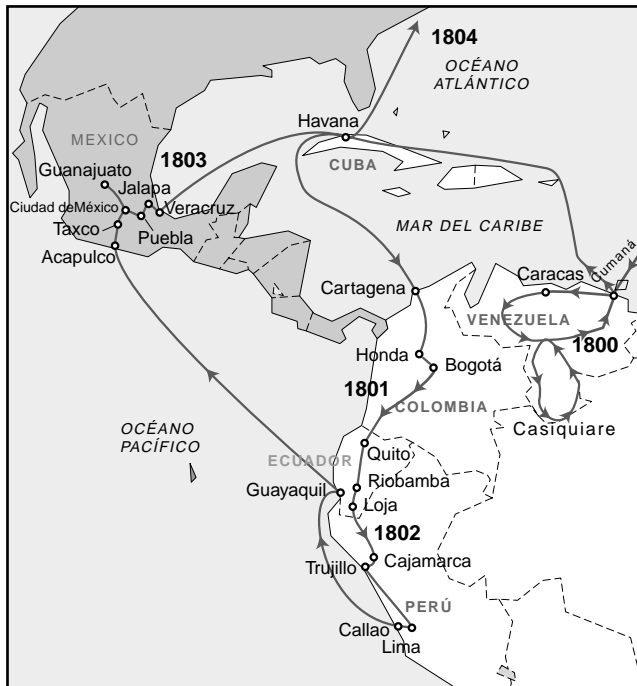 1804
OCÉANO
ATLÁNTICO
Havana
MEXICO
1803
CUBA
Guanajuato
Jalapa
Ciudad deMéxico
Veracruz
Taxco
Puebla
MAR DEL CARIBE
Acapulco
Cumaná
Caracas
Cartagena
VENEZUELA
1800
Honda
Bogotá
1801
COLOMBIA
Casiquiare
OCÉANO
PACÍFICO
Quito
ECUADOR
Riobamba
Guayaquil
Loja
1802
Cajamarca
Trujillo
PERÚ
Callao
Lima